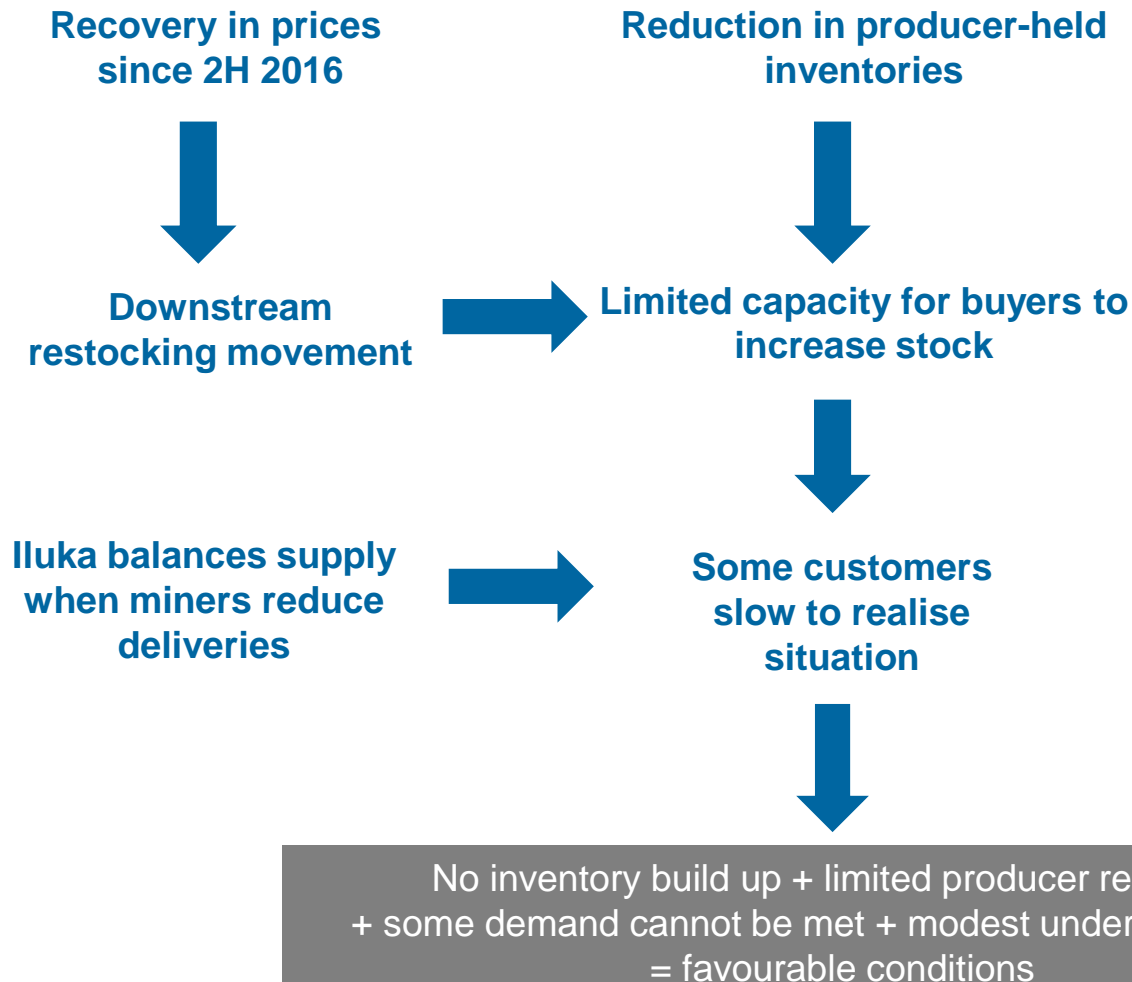 Recovery in prices
since 2H 2016
Reduction in producer-held
inventories
Downstream
restocking movement
Limited capacity for buyers to
increase stock
Iluka balances supply
when miners reduce
deliveries
Some customers
slow to realise
situation
No inventory build up + limited producer
+ some demand cannot be met + modest
= favourable conditions